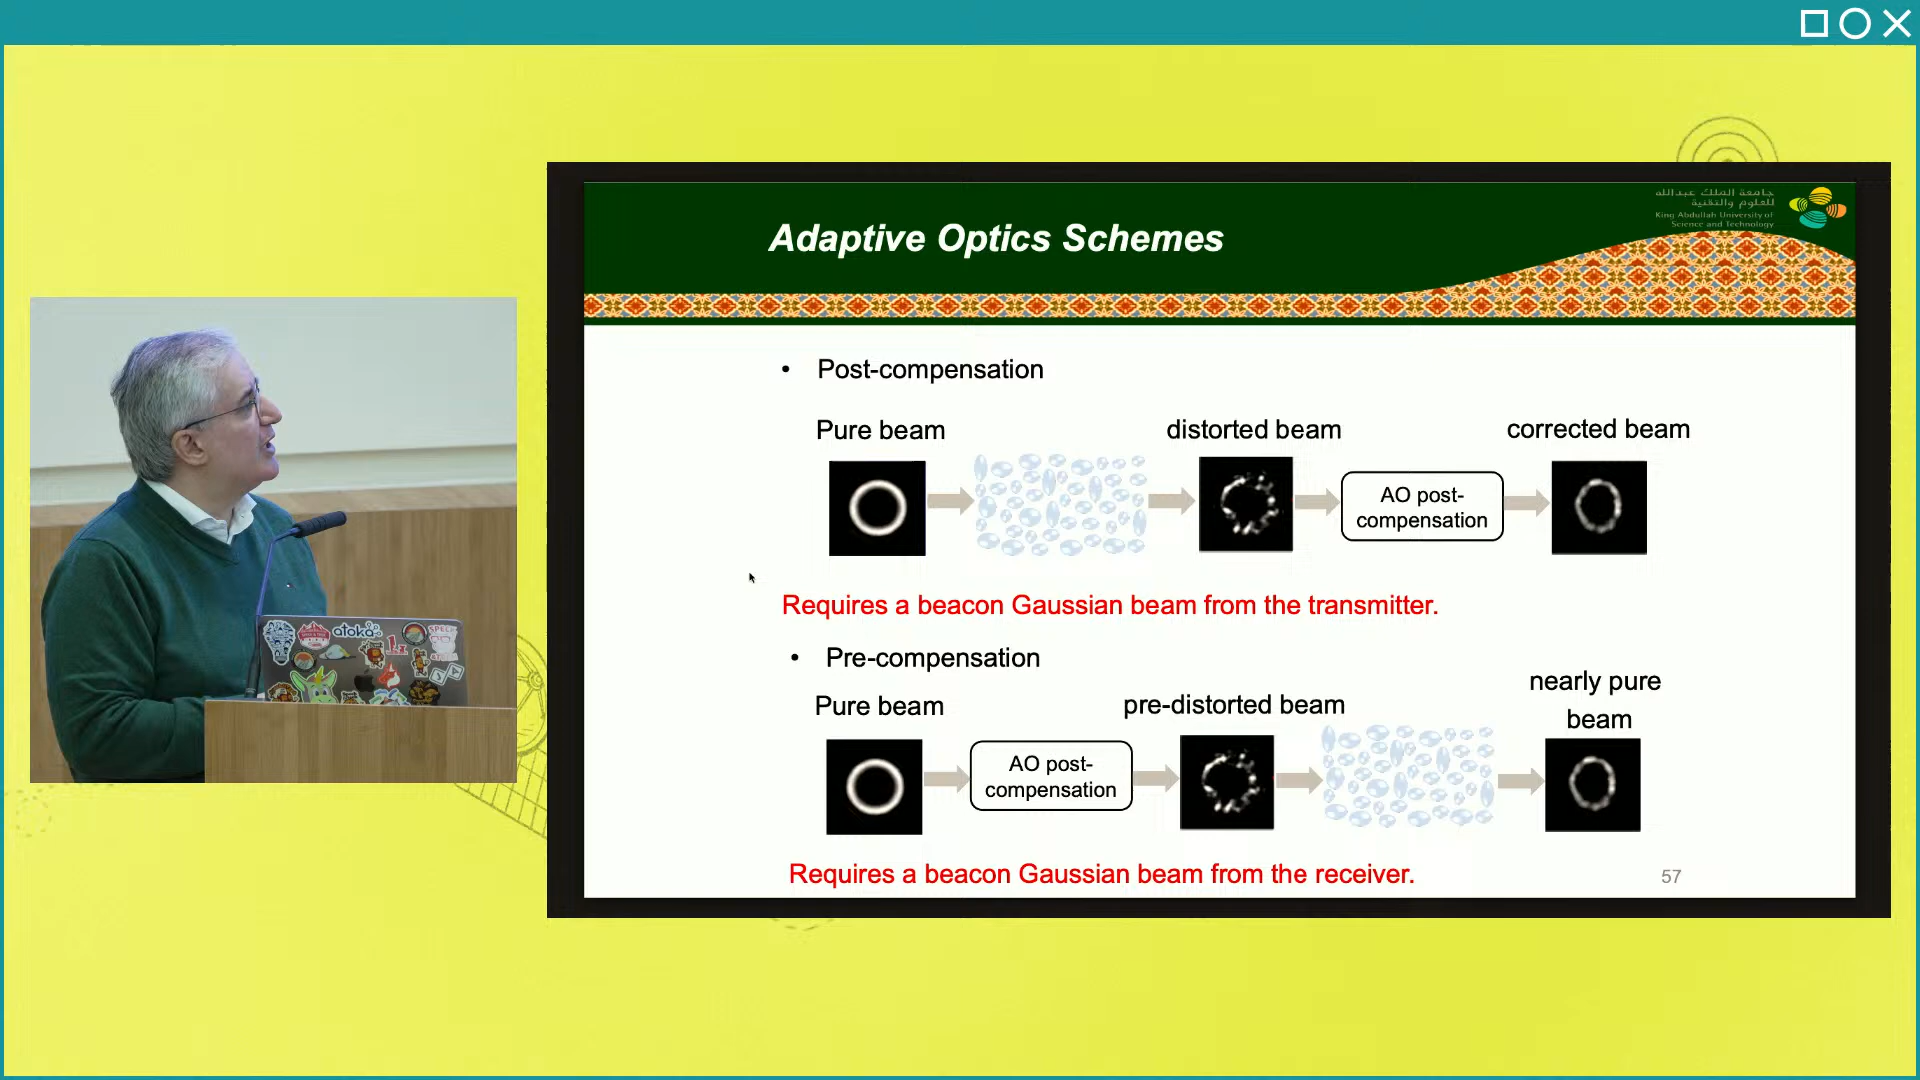 جامعة الملك عبدالله
للعلوم والتقنية
King Abdullah University of
Science and Technology
Adaptive Optics Schemes
• Post-compensation
Pure beam
distorted beam
corrected beam
AO post-
compensation
Requires a beacon Gaussian beam from the transmitter.
• Pre-compensation
Pure beam
pre-distorted beam
nearly pure
beam
AO post-
compensation
Requires a beacon Gaussian beam from the receiver.
57
atoka